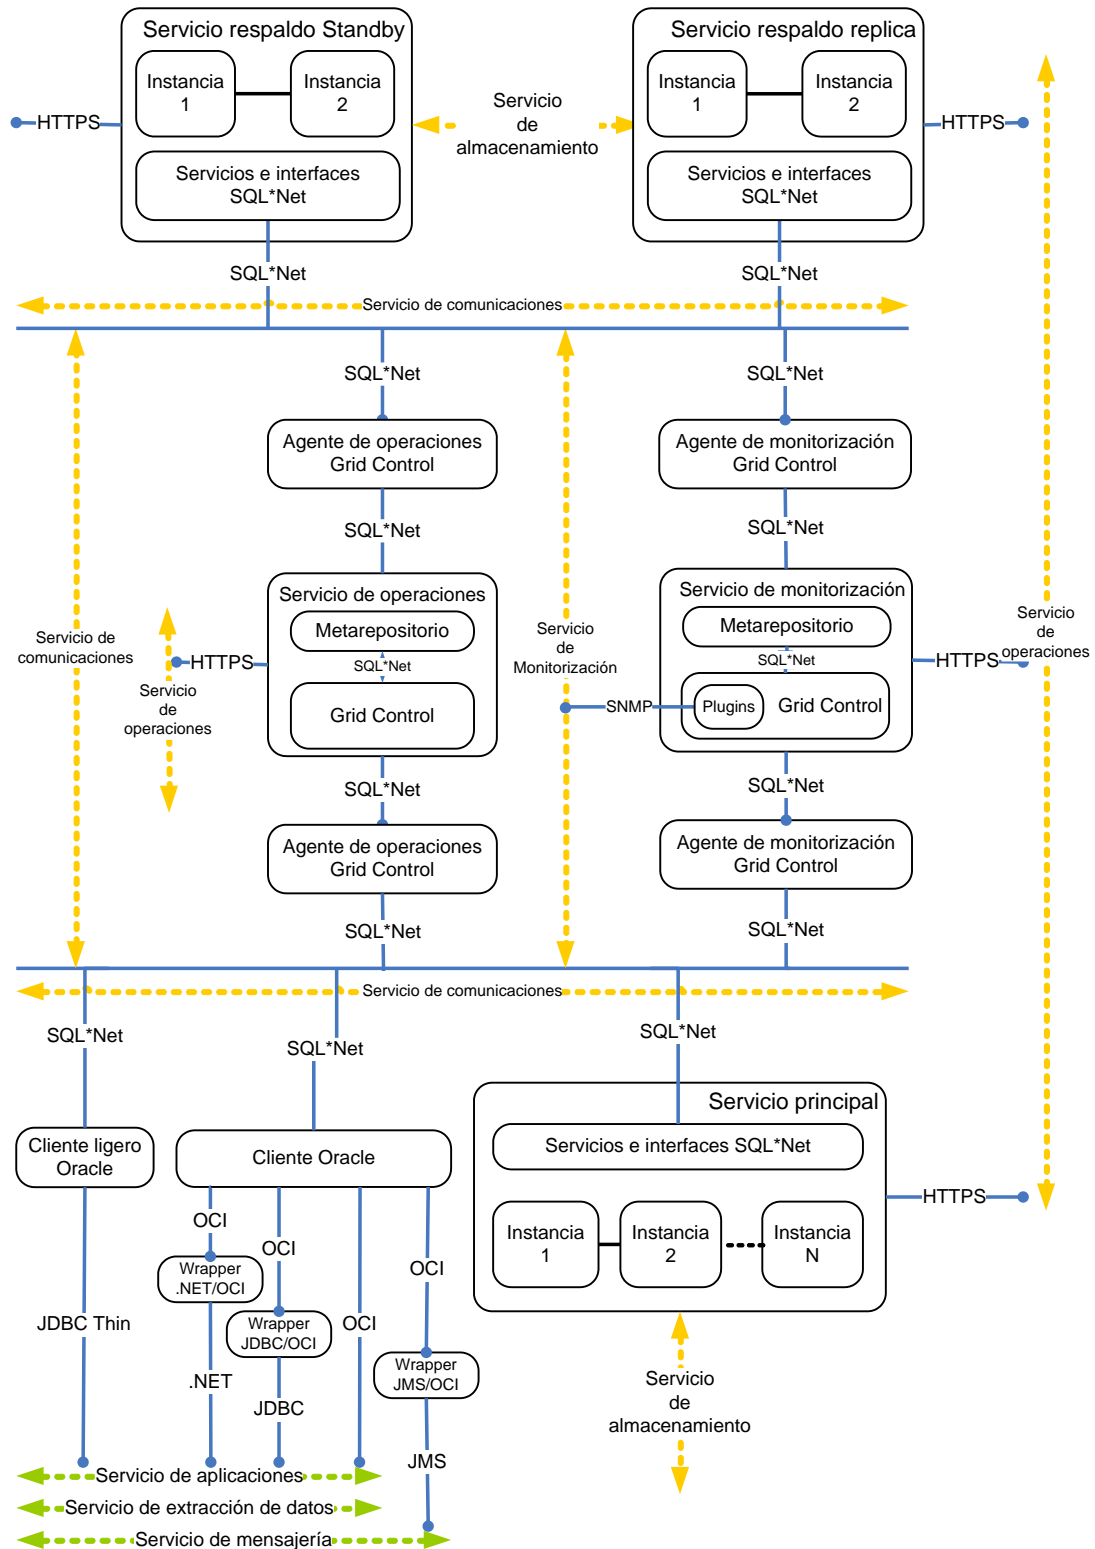 Servicio respaldo Standby
Servicio respaldo replica
Instancia
1
Instancia
2
Instancia
1
Instancia
2
Servicio
de
almacenamiento
HTTPS
HTTPS
Servicios e interfaces
SQL*Net
Servicios e interfaces
SQL*Net
SQL*Net
SQL*Net
Servicio de comunicaciones
SQL*Net
SQL*Net
Agente de operaciones
Grid Control
Agente de monitorización
Grid Control
SQL*Net
SQL*Net
Servicio de operaciones
Servicio de monitorización
Metarepositorio
Metarepositorio
Servicio de
comunicaciones
Servicio
de
Monitorización
Servicio
de
operaciones
HTTPS
SQL*Net
SQL*Net
HTTPS
Servicio
de
operaciones
Grid Control
SNMP
Plugins
Grid Control
SQL*Net
SQL*Net
Agente de operaciones
Grid Control
Agente de monitorización
Grid Control
SQL*Net
SQL*Net
Servicio de comunicaciones
SQL*Net
SQL*Net
SQL*Net
Servicio principal
Cliente ligero
Oracle
Cliente Oracle
Servicios e interfaces SQL*Net
HTTPS
OCI
OCI
OCI
Instancia
1
Instancia
2
Instancia
N
Wrapper
.NET/OCI
JDBC Thin
Wrapper
JDBC/OCI
OCI
Wrapper
JMS/OCI
.NET
JDBC
Servicio
de
almacenamiento
JMS
Servicio de aplicaciones
Servicio de extracción de datos
Servicio de mensajería